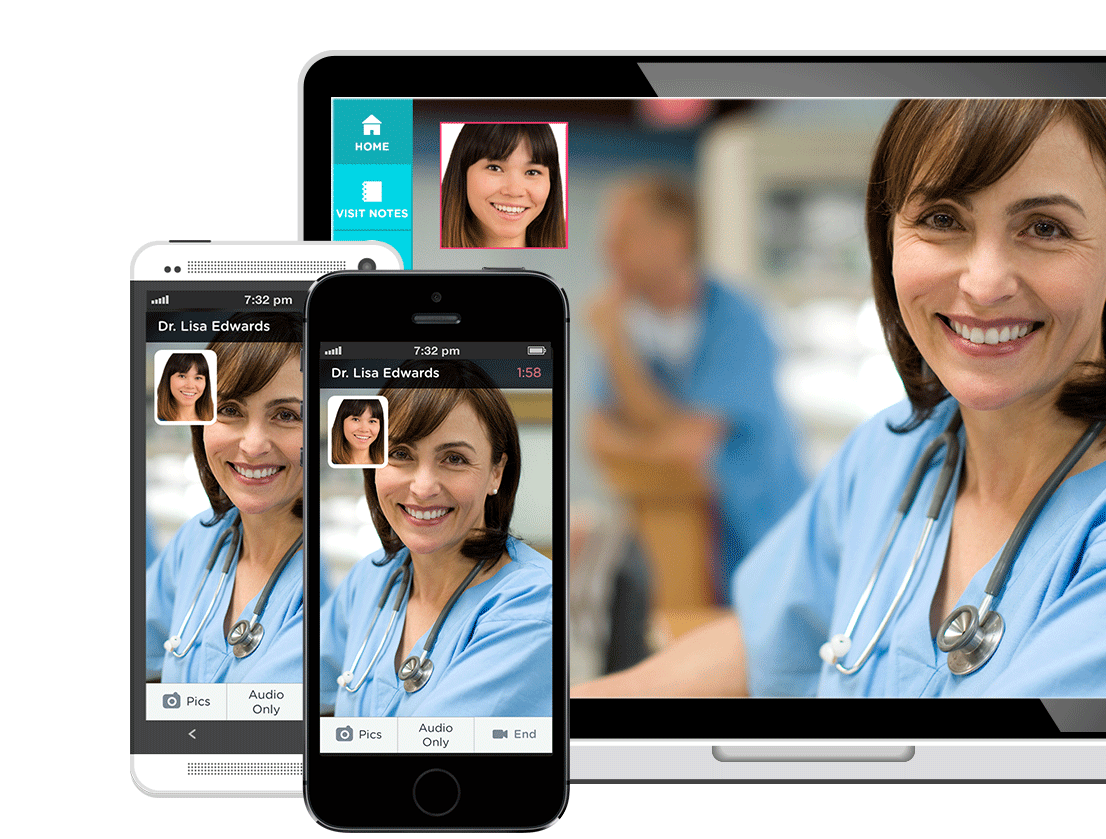 HOME
VISIT NOTES
7:32 pm
Dr. Lisa Edwards
Pics
Audio
Only
7:32 pm
Dr. Lisa Edwards 1:58
Pics
Audio
Only
End